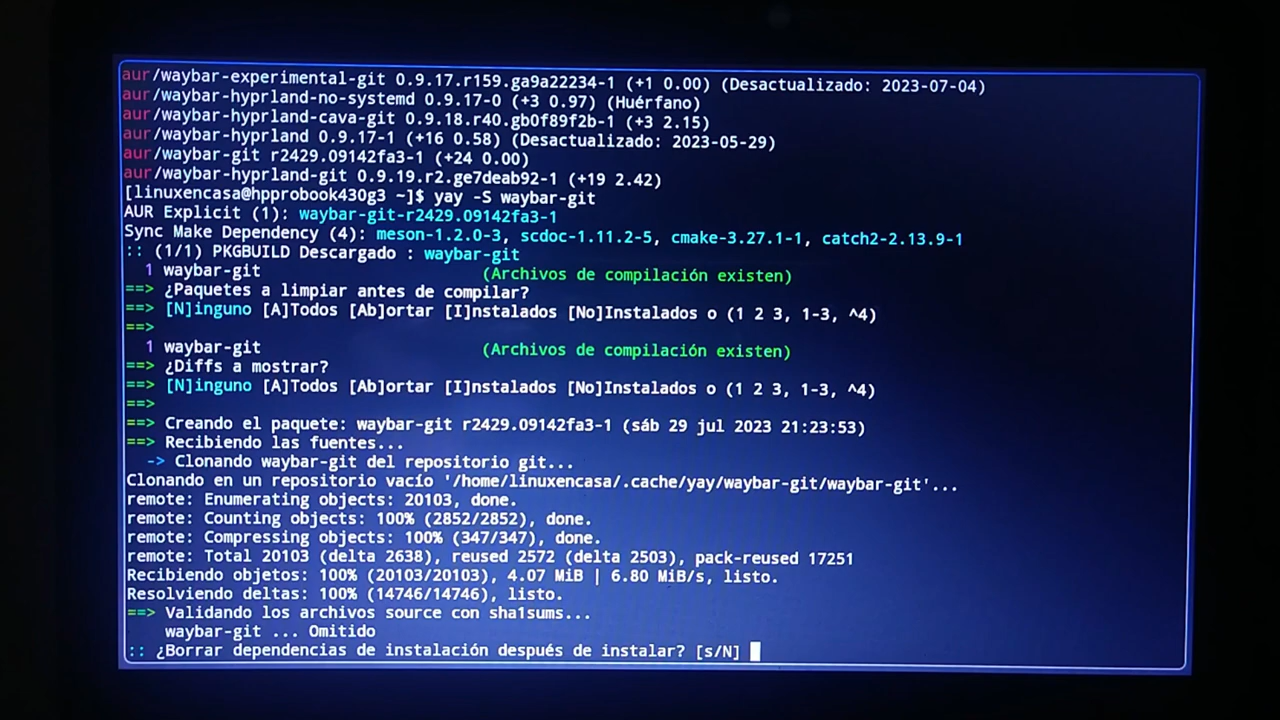 aur/waybar-experimental-git 0.9.17.r159.ga9a22234-1 (+1 0.00) (Desactualizado: 2023-07-04)
aur/waybar-hyprland-no-systemd 0.9.17-0 (+3 0.97) (Huérfano)
aur/waybar-hyprland-cava-git 0.9.18.r40.gb0f89f2b-1 (+3 2.15)
aur/waybar-hyprland 0.9.17-1 (+16 0.58) (Desactualizado: 2023-05-29)
aur/waybar-git r2429.09142fa3-1 (+24 0.00)
aur/waybar-hyprland-git 0.9.19.r2.ge7deab92-1 (+19 2.42)
[linuxencasa@hpprobook430g3 ~]$ yay -S waybar-git
AUR Explicit (1): waybar-git-r2429.09142fa3-1
Sync Make Dependency (4): meson-1.2.0-3, scdoc-1.11.2-5, cmake-3.27.1-1, catch2-2.13.9-1
:: (1/1) PKGBUILD Descargado : waybar-git
1 waybar-git (Archivos de compilación existen)
==> ¿Paquetes a limpiar antes de compilar?
==> [N]inguno [A]Todos [Ab]ortar [I]nstalados [No]Instalados o (1 2 3, 1-3, ^4)
==>
1 waybar-git (Archivos de compilación existen)
==> ¿Diffs a mostrar?
==> [N]inguno [A]Todos [Ab]ortar [I]nstalados [No]Instalados o (1 2 3, 1-3, ^4)
==>
==> Creando el paquete: waybar-git r2429.09142fa3-1 (sáb 29 jul 2023 21:23:53)
==> Recibiendo las fuentes...
-> Clonando waybar-git del repositorio git...
Clonando en un repositorio vacío '/home/linuxencasa/.cache/yay/waybar-git/waybar-git'...
remote: Enumerating objects: 20103, done.
remote: Counting objects: 100% (2852/2852), done.
remote: Compressing objects: 100% (347/347), done.
remote: Total 20103 (delta 2638), reused 2572 (delta 2503), pack-reused 17251
Recibiendo objetos: 100% (20103/20103), 4.07 MiB | 6.80 MiB/s, listo.
Resolviendo deltas: 100% (14746/14746), listo.
==> Validando los archivos source con sha1sums...
waybar-git ... Omitido
:: ¿Borrar dependencias de instalación después de instalar? [s/N]